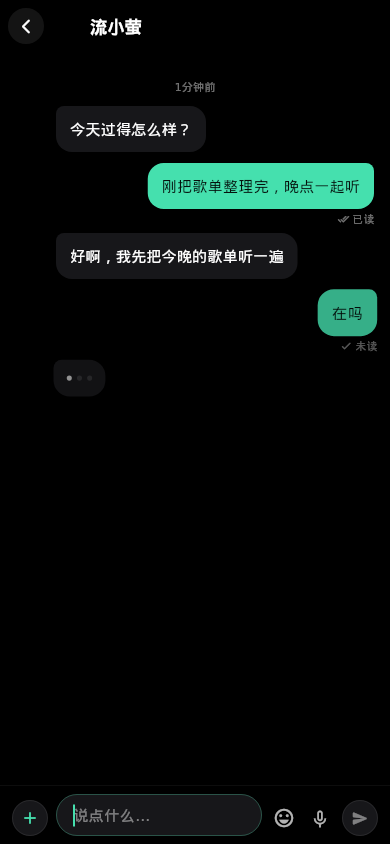 流小萤
1分钟前
今天过得怎么样？
刚把歌单整理完，晚点一起听
已读
好啊，我先把今晚的歌单听一遍
在吗
未读
说点什么...